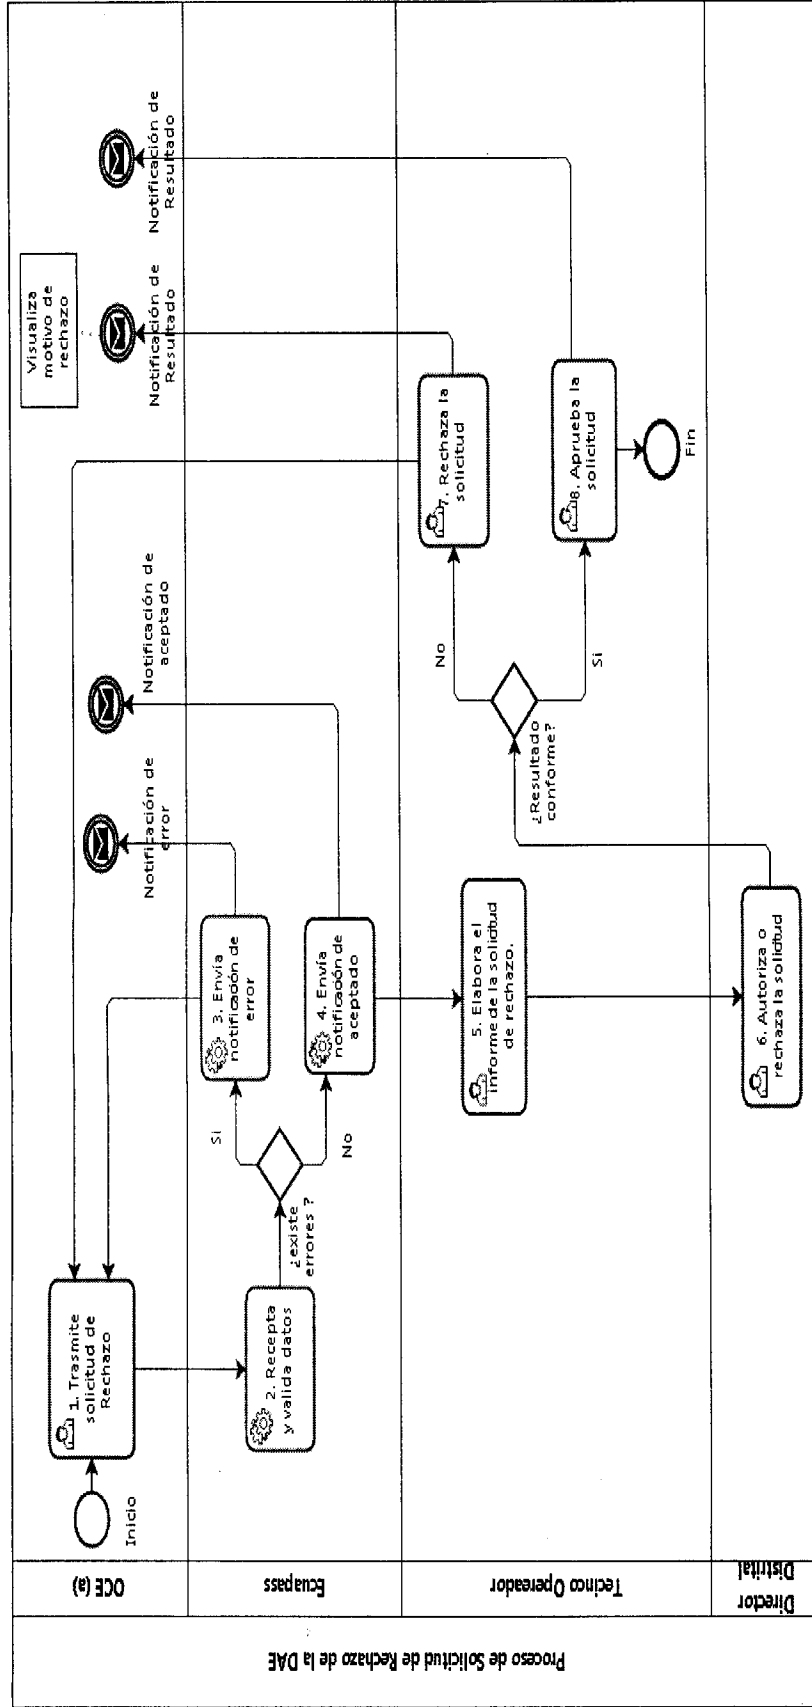 Proceso de Solicitud de Rechazo de la DAE
OCE (a)
Inicio
1. Trasmite
solicitud de
Rechazo
Notificación de
error
Notificación de
aceptado
Visualiza
motivo de
rechazo
Notificación de
Resultado
Notificación de
Resultado
Ecuapass
2. Recepta
y valida datos
¿existe
errores ?
Si
No
3. Envía
notificación de
error
4. Envía
notificación de
aceptado
Tecinco Opereador
5. Elabora el
informe de la solicitud
de rechazo.
¿Resultado
conforme?
No
Si
7. Rechaza la
solicitud
8. Aprueba la
solicitud
Fin
Director
Distrital
6. Autoriza o
rechaza la solicitud